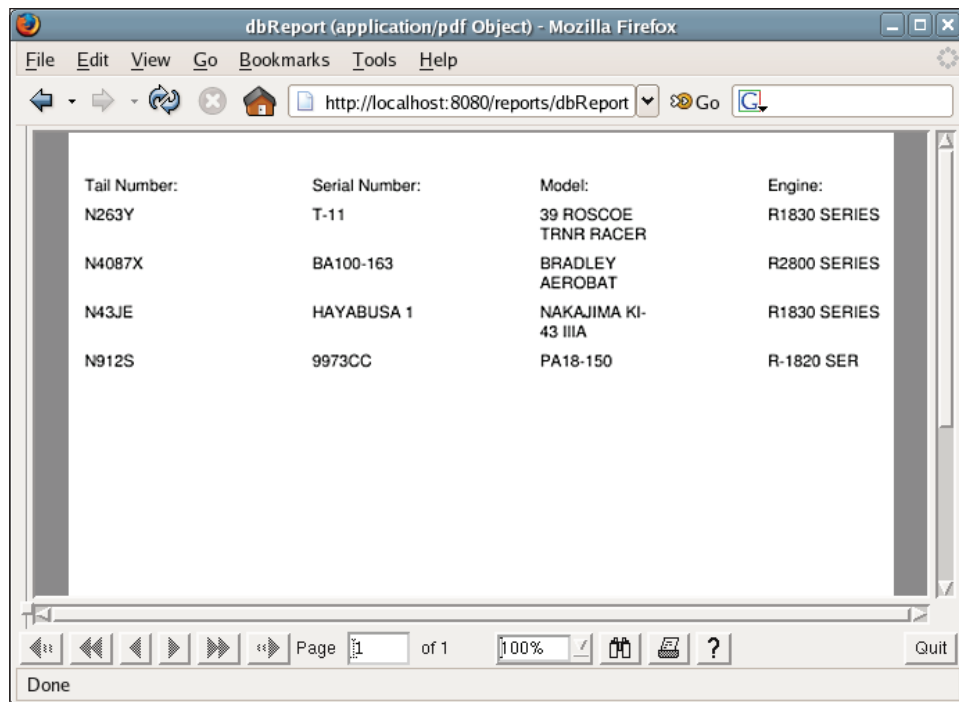 dbReport (application/pdf Object) - Mozilla Firefox
File Edit View Go Bookmarks Tools Help
http://localhost:8080/reports/dbReport Go G
Tail Number: Serial Number: Model: Engine:
N263Y T-11 39 ROSCOE R1830 SERIES
TRNR RACER
N4087X BA100-163 BRADLEY R2800 SERIES
AEROBAT
N43JE HAYABUSA 1 NAKAJIMA KI- R1830 SERIES
43 IIIA
N912S 9973CC PA18-150 R-1820 SER
Page 1 of 1 100% ? Quit
Done